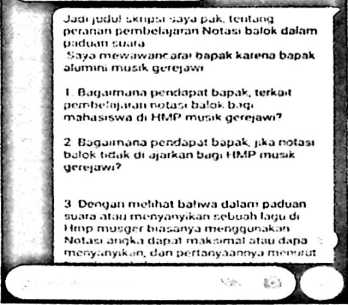 Jadi judul skripsi saya pak, tentang
peranan pembelajaran Notasi balok dalam
paduan suara
Saya mewawancarai bapak karena bapak
alumni musik gerejawi
1. Bagaimana pendapat bapak, terkait
pembelajaran notasi balok bagi
mahasiswa di HMP musik gerejawi?
2. Bagaimana pendapat bapak, jika notasi
balok tidak di ajarkan bagi HMP musik
gerejawi?
3. Dengan melihat bahwa dalam paduan
suara atau menyanyikan sebuah lagu di
Hmp musger biasanya menggunakan
Notasi angka dapat maksimal atau dapa
menyanyikan, dan pertanyaannya menurut